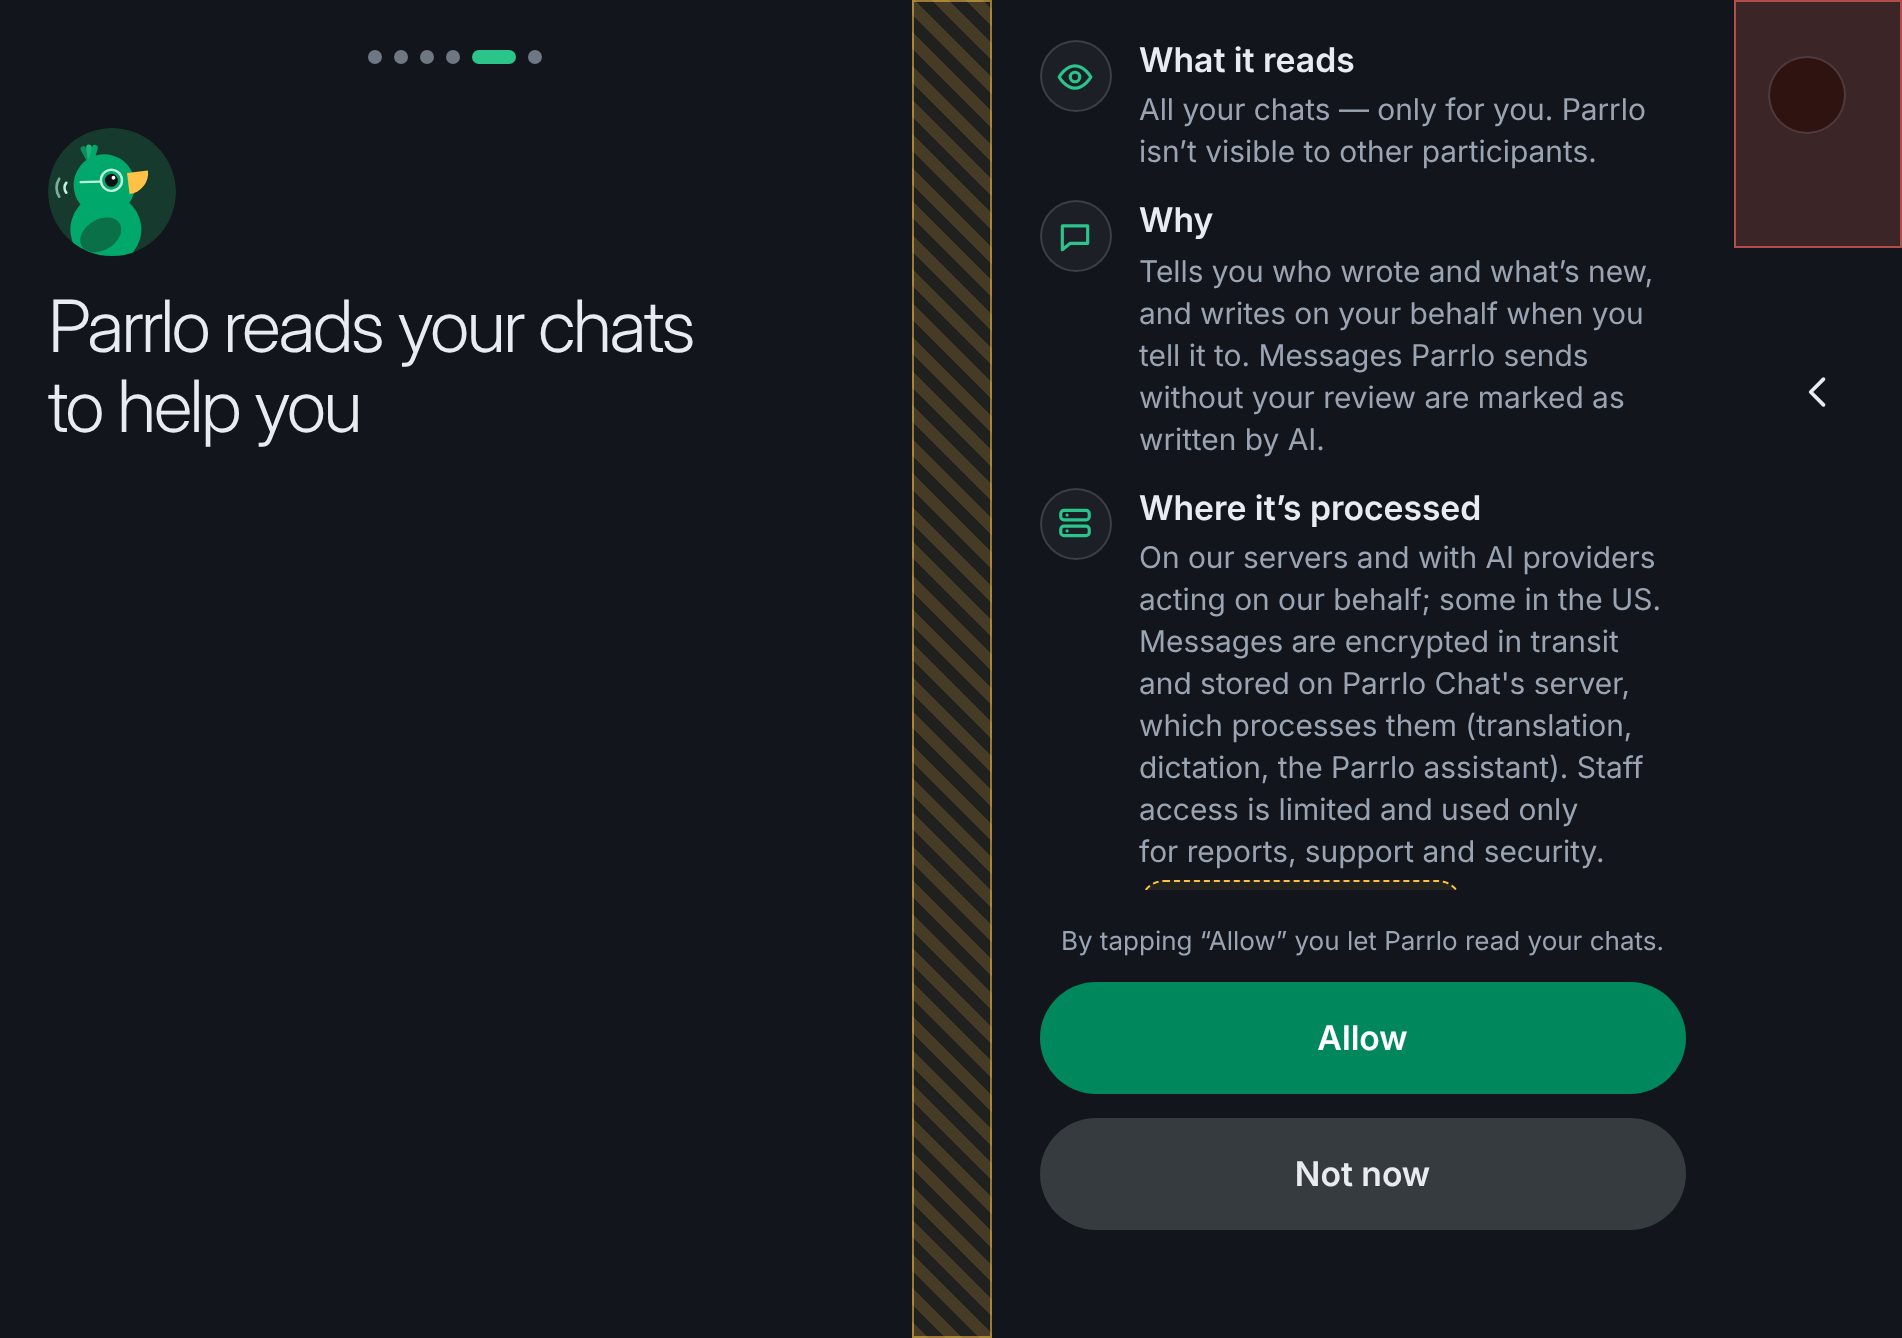 Parrlo reads your chats
to help you
What it reads
All your chats — only for you. Parrlo
isn’t visible to other participants.
Why
Tells you who wrote and what’s new,
and writes on your behalf when you
tell it to. Messages Parrlo sends
without your review are marked as
written by AI.
Where it’s processed
On our servers and with AI providers
acting on our behalf; some in the US.
Messages are encrypted in transit
and stored on Parrlo Chat's server,
which processes them (translation,
dictation, the Parrlo assistant). Staff
access is limited and used only
for reports, support and security.
By tapping “Allow” you let Parrlo read your chats.
Allow
Not now